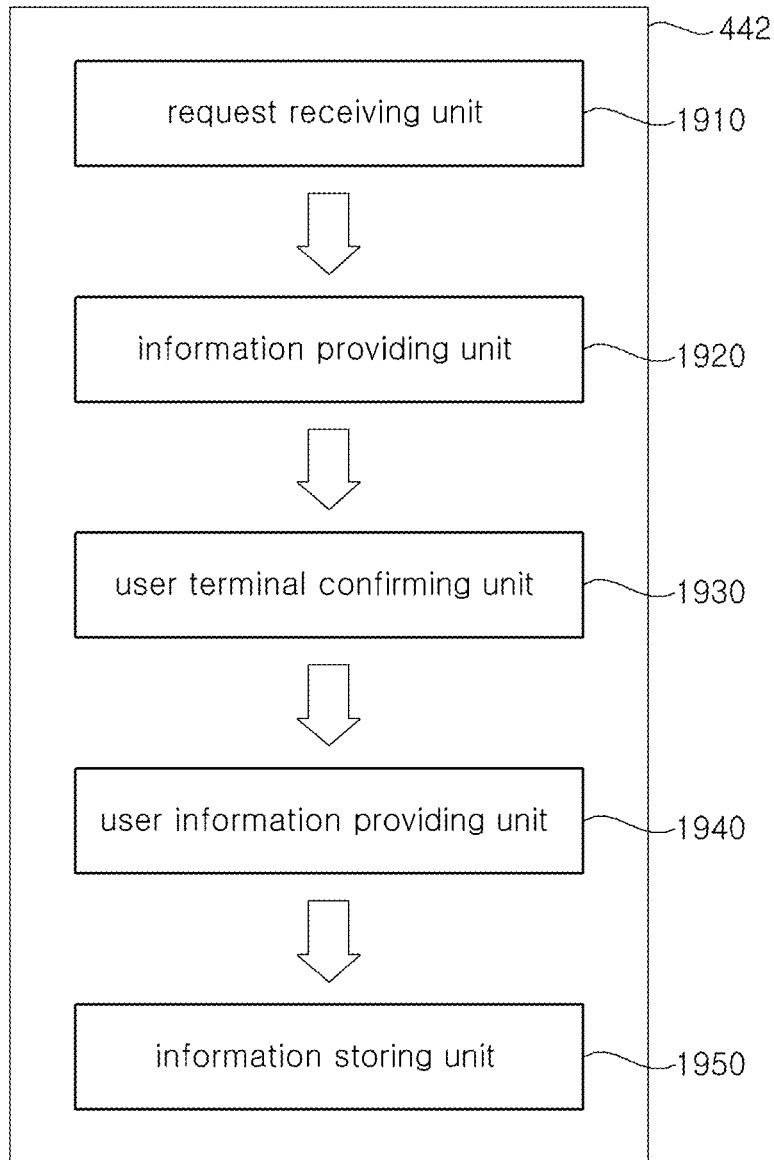 442
request receiving unit
1910
information providing unit
1920
user terminal confirming unit
1930
user information providing unit
1940
information storing unit
1950